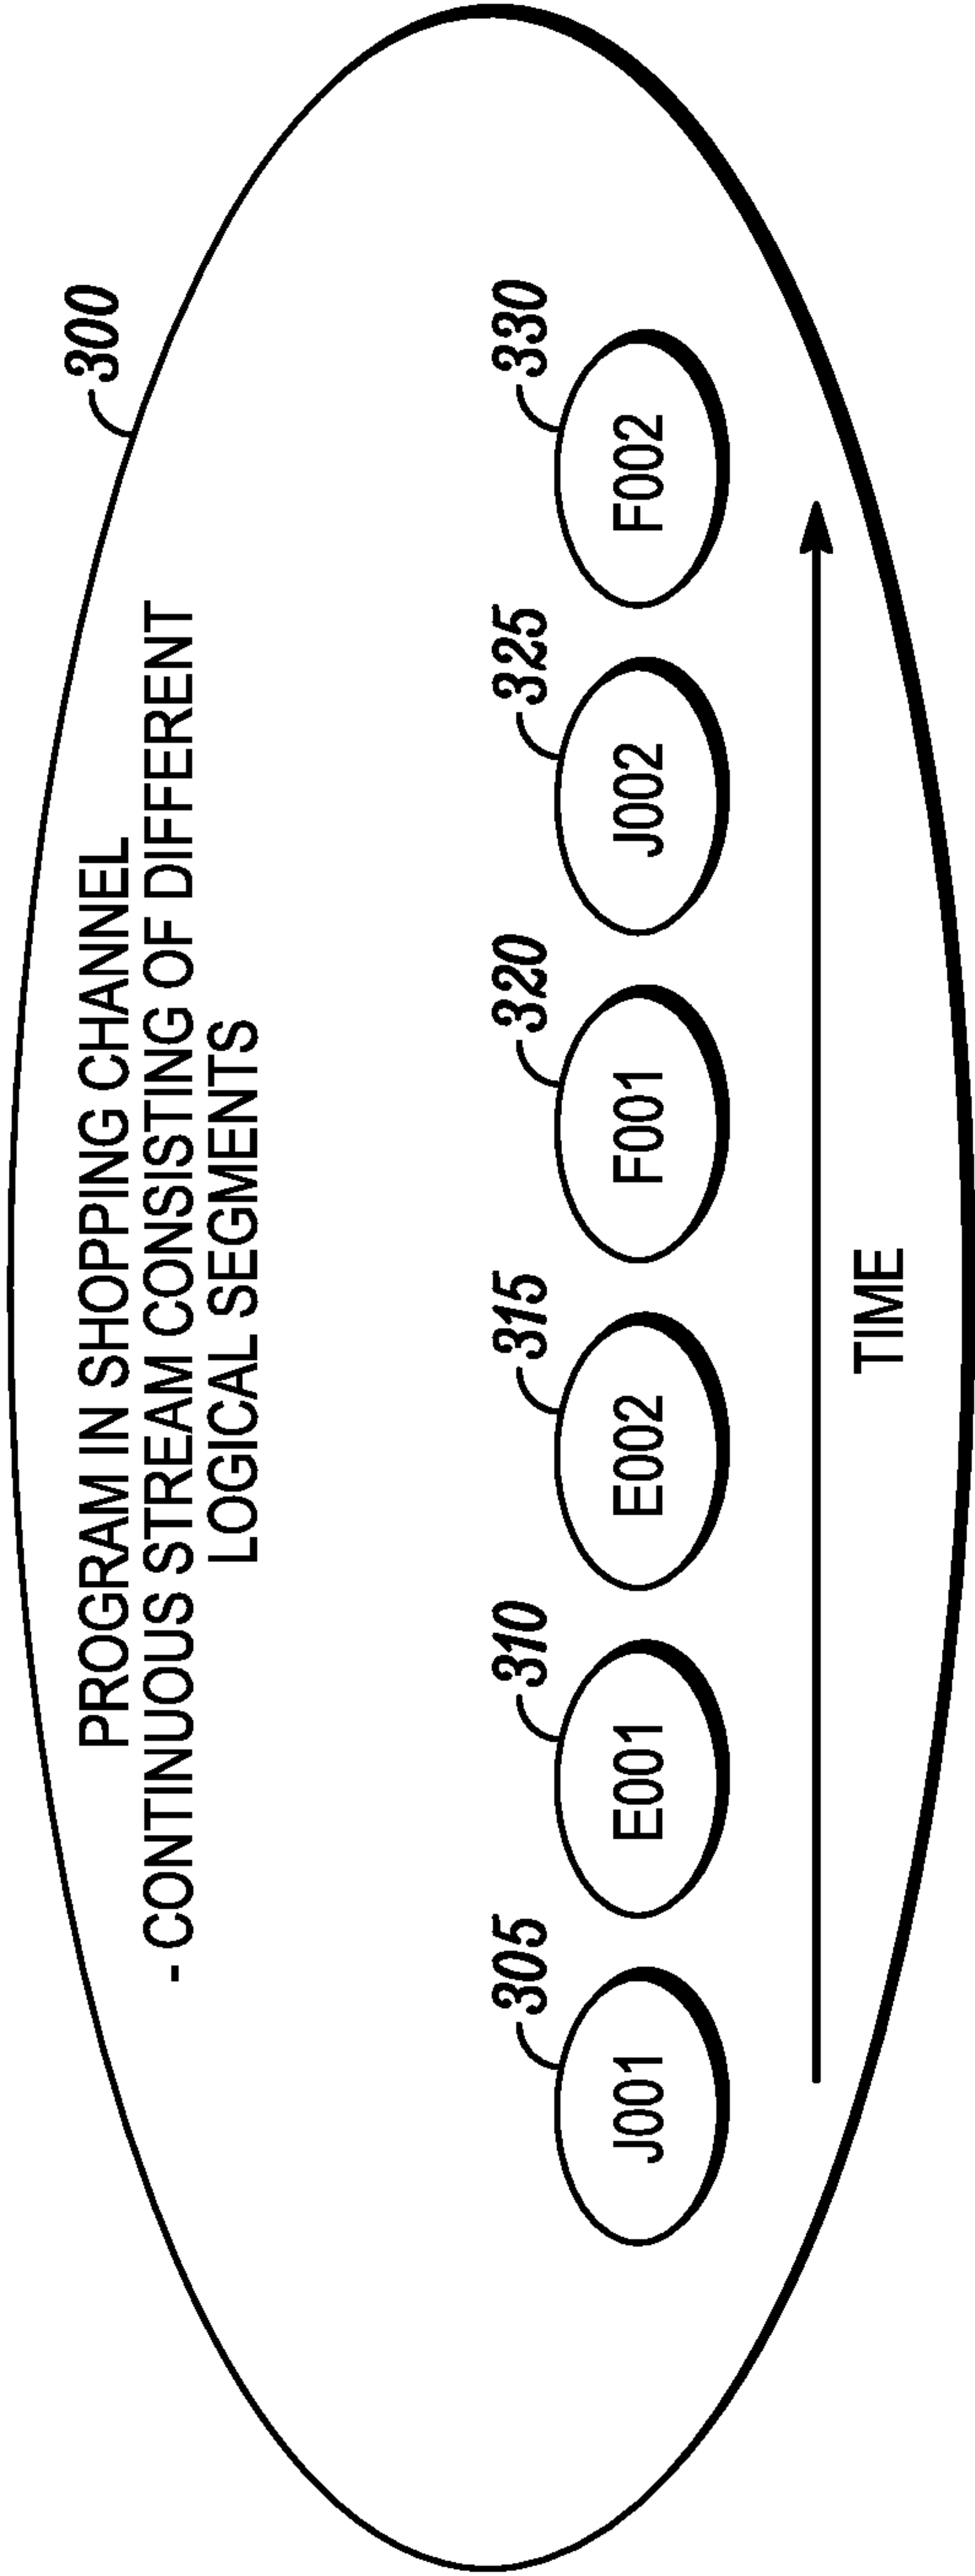 300
PROGRAM IN SHOPPING CHANNEL
- CONTINUOUS STREAM CONSISTING OF DIFFERENT
LOGICAL SEGMENTS
305 310 315 320 325 330
J001 E001 E002 F001 J002 F002
TIME